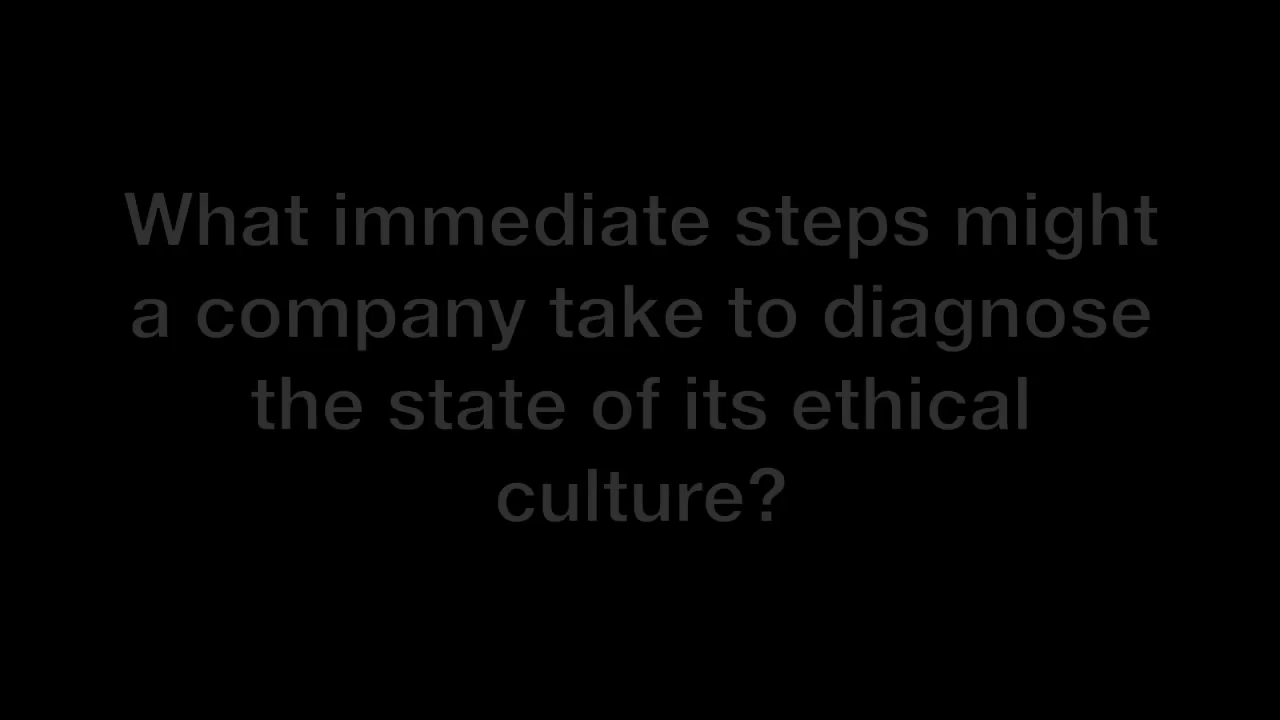 What immediate steps might
a company take to diagnose
the state of its ethical
culture?